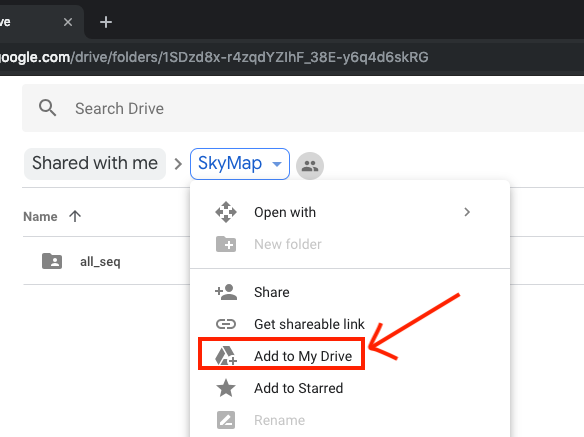 ve
google.com/drive/folders/1SDzd8x-r4zqdYZIhF_38E-y6q4d6skRG
Search Drive
Shared with me > SkyMap
Name
Open with
New folder
all_seq
Share
Get shareable link
Add to My Drive
Add to Starred
Rename